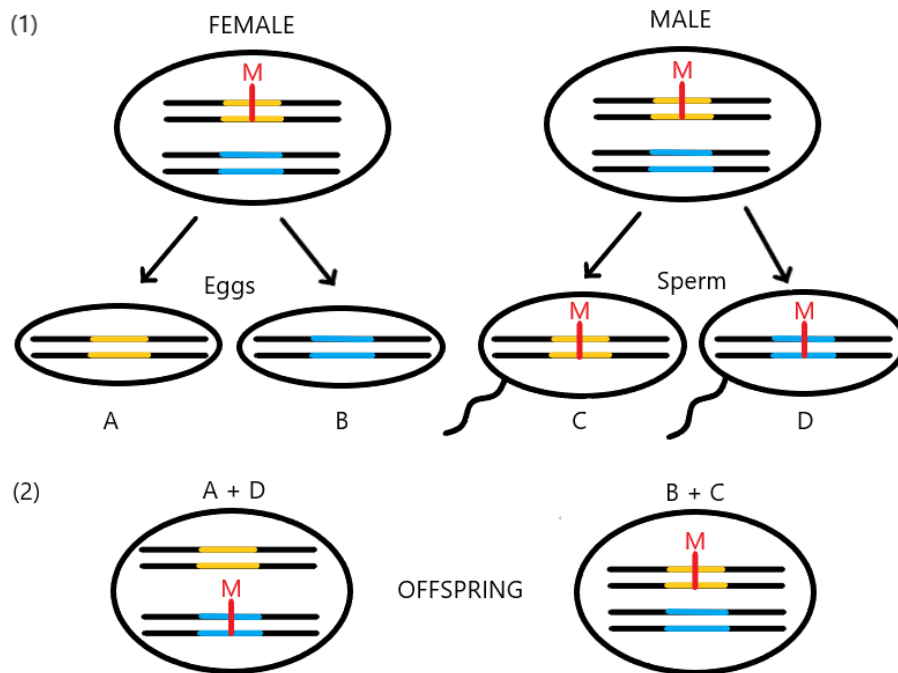 (1)
FEMALE
MALE
M
M
Eggs
Sperm
M
M
A
B
C
D
(2)
A + D
B + C
M
M
OFFSPRING